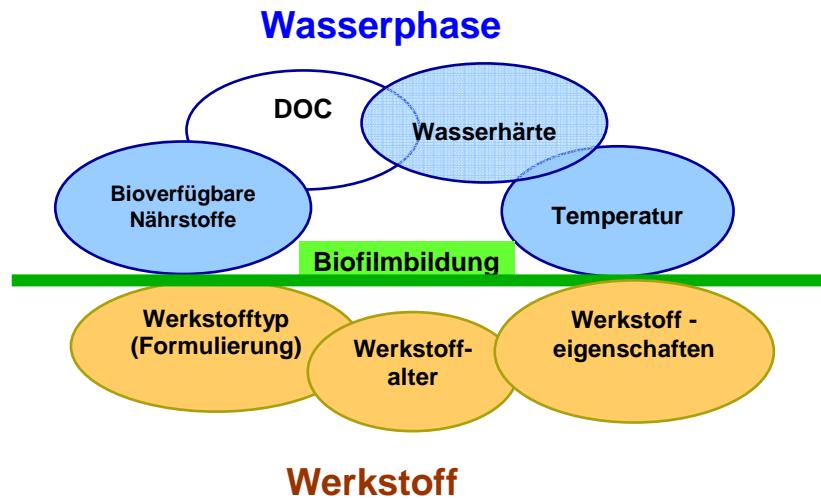 Wasserphase
DOC
Wasserhärte
Bioverfügbare
Nährstoffe
Temperatur
Biofilmbildung
Werkstofftyp
(Formulierung)
Werkstoff-
alter
Werkstoff -
eigenschaften
Werkstoff